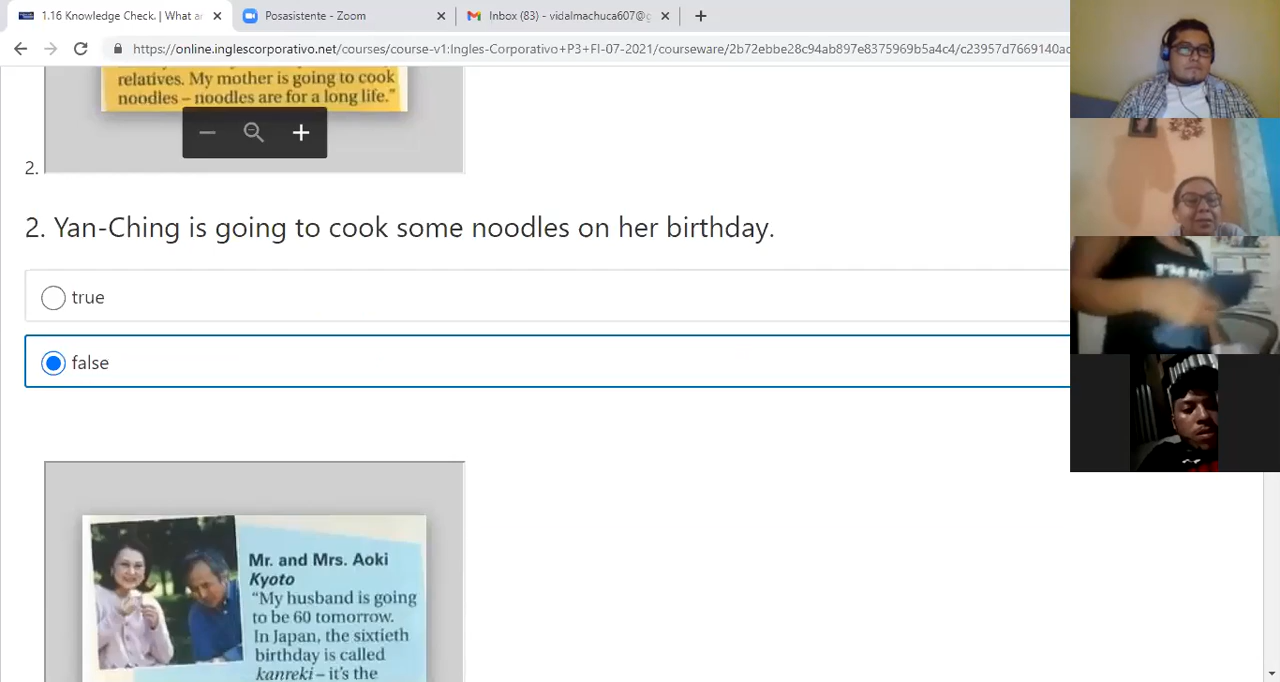 1.16 Knowledge Check. | What a
Posasistente - Zoom
Inbox (83) - vidalmachuca607@g
https://online.inglescorporativo.net/courses/course-v1:Ingles-Corporativo+P3+FI-07-2021/courseware/2b72ebbe28c94ab897e8375969b5a4c4/c23957d7669140a
relatives. My mother is going to cook
noodles – noodles are for a long life.”
2.
2. Yan-Ching is going to cook some noodles on her birthday.
true
false
Mr. and Mrs. Aoki
Kyoto
“My husband is going
to be 60 tomorrow.
In Japan, the sixtieth
birthday is called
kanreki – it's the
I'M